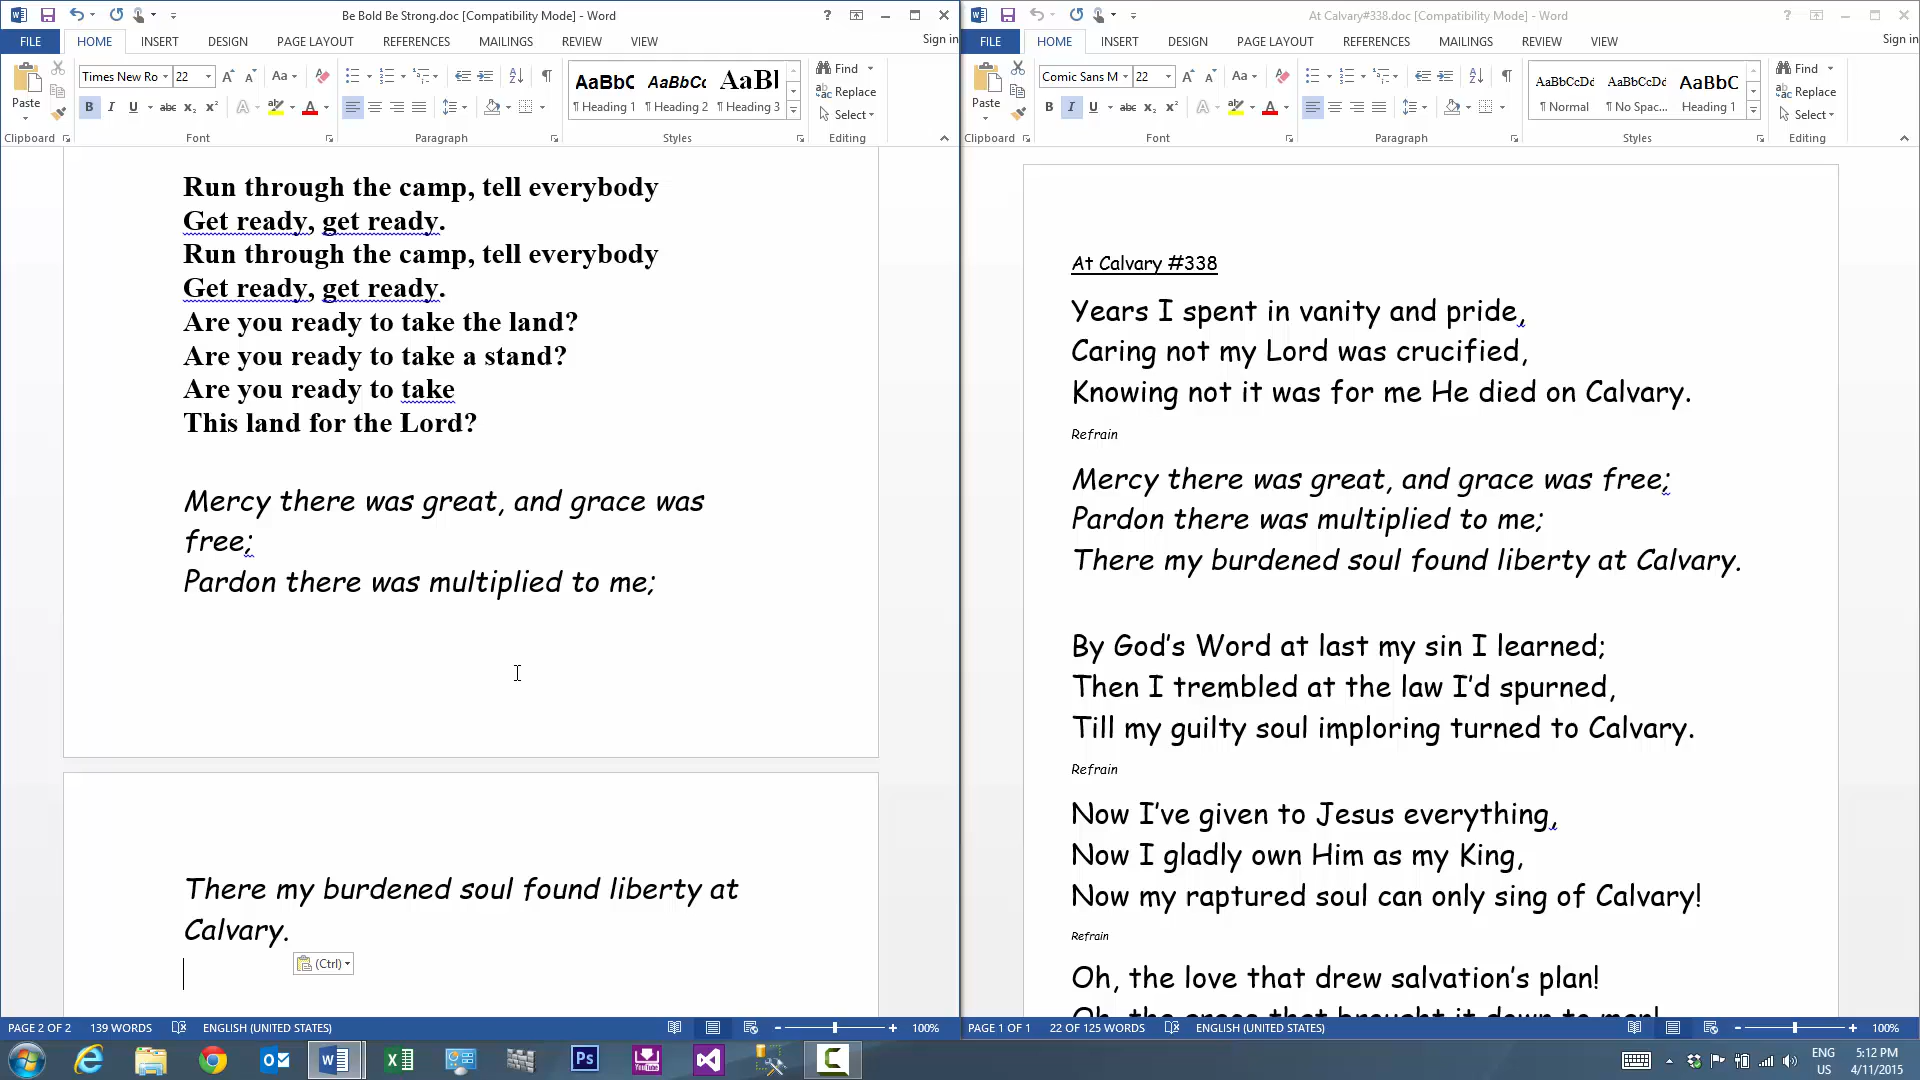 Be Bold Be Strong.doc [Compatibility Mode] - Word
FILE HOME INSERT DESIGN PAGE LAYOUT REFERENCES MAILINGS REVIEW VIEW Sign in
Times New Ro 22 Aa
Paste
AaBbC AaBbCc AaBl
¶ Heading 1 ¶ Heading 2 ¶ Heading 3
Find
Replace
Select
Clipboard Font Paragraph Styles Editing
Run through the camp, tell everybody
Get ready, get ready.
Run through the camp, tell everybody
Get ready, get ready.
Are you ready to take the land?
Are you ready to take a stand?
Are you ready to take
This land for the Lord?
Mercy there was great, and grace was
free;
Pardon there was multiplied to me;
There my burdened soul found liberty at
Calvary.
(Ctrl)
PAGE 2 OF 2 139 WORDS ENGLISH (UNITED STATES) 100%
At Calvary#338.doc [Compatibility Mode] - Word
FILE HOME INSERT DESIGN PAGE LAYOUT REFERENCES MAILINGS REVIEW VIEW Sign in
Comic Sans M 22 Aa
Paste
AaBbCcDd AaBbCcDd AaBbC
¶ Normal ¶ No Spac... Heading 1
Find
Replace
Select
Clipboard Font Paragraph Styles Editing
At Calvary #338
Years I spent in vanity and pride,
Caring not my Lord was crucified,
Knowing not it was for me He died on Calvary.
Refrain
Mercy there was great, and grace was free;
Pardon there was multiplied to me;
There my burdened soul found liberty at Calvary.
By God's Word at last my sin I learned;
Then I trembled at the law I'd spurned,
Till my guilty soul imploring turned to Calvary.
Refrain
Now I've given to Jesus everything,
Now I gladly own Him as my King,
Now my raptured soul can only sing of Calvary!
Refrain
Oh, the love that drew salvation's plan!
Oh, the grace that brought it down to man!
PAGE 1 OF 1 22 OF 125 WORDS ENGLISH (UNITED STATES) 100%
ENG 5:12 PM
US 4/11/2015